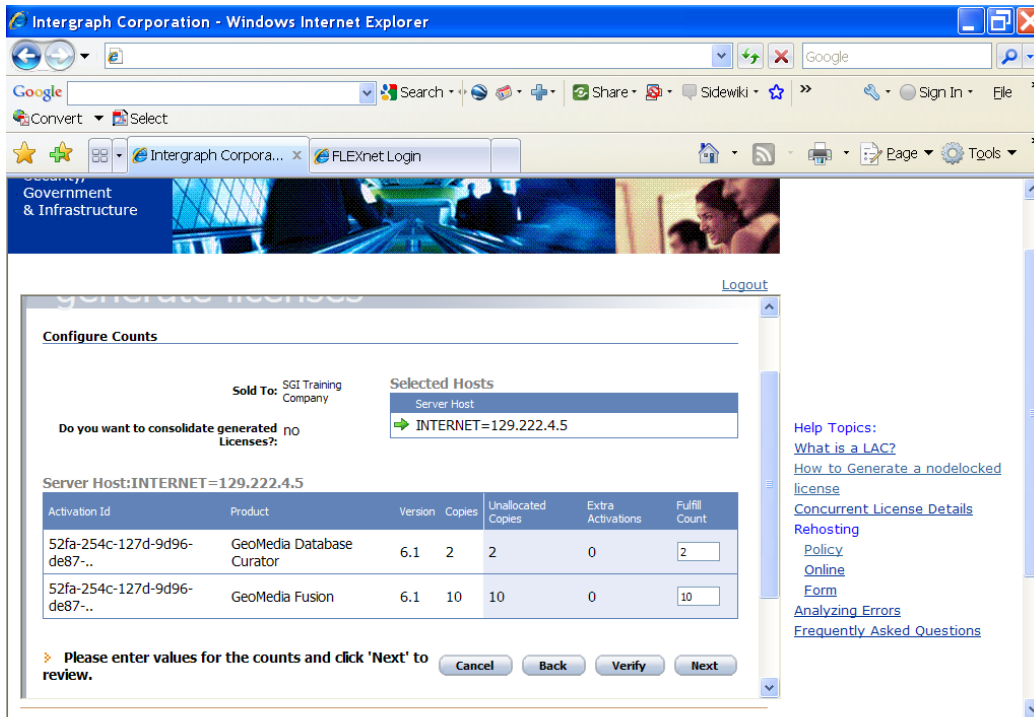 Intergraph Corporation - Windows Internet Explorer
Google
Google
Search
Share
Sidewiki
»
Sign In
File
Convert
Select
Intergraph Corpora...
FLEXnet Login
Page
Tools
Security,
Government
& Infrastructure
Logout
generate licenses
Configure Counts
Sold To: SGI Training Company
Selected Hosts
Server Host
INTERNET=129.222.4.5
Do you want to consolidate generated Licenses?: no
Server Host:INTERNET=129.222.4.5
Activation Id Product Version Copies Unallocated Copies Extra Activations Fulfill Count
52fa-254c-127d-9d96-de87-.. GeoMedia Database Curator 6.1 2 2 0 2
52fa-254c-127d-9d96-de87-.. GeoMedia Fusion 6.1 10 10 0 10
Please enter values for the counts and click 'Next' to review.
Cancel
Back
Verify
Next
Help Topics:
What is a LAC?
How to Generate a nodelocked
license
Concurrent License Details
Rehosting
Policy
Online
Form
Analyzing Errors
Frequently Asked Questions